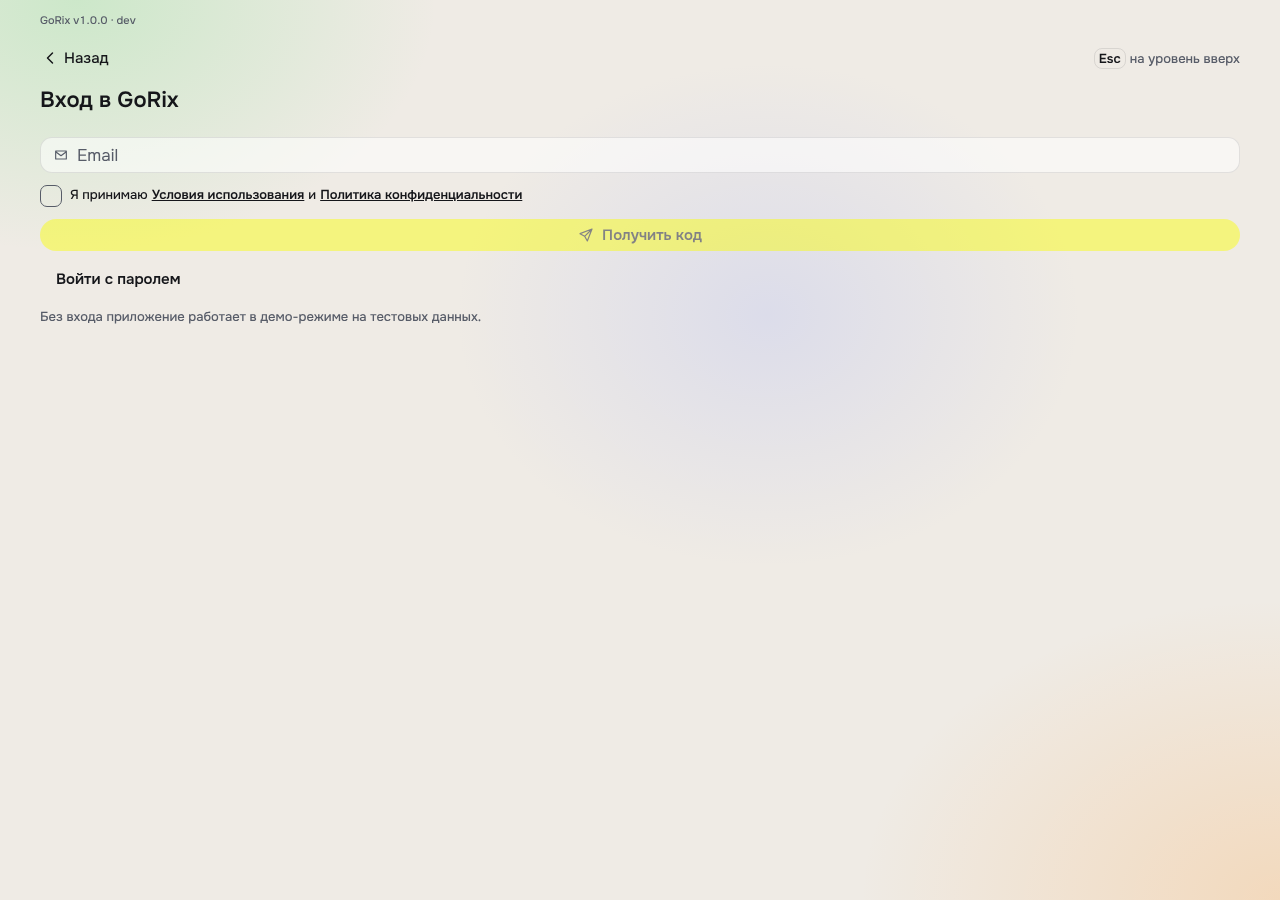 GoRix v1.0.0 · dev
Назад
Esc на уровень вверх
Вход в GoRix
Email
Я принимаю Условия использования и Политика конфиденциальности
Получить код
Войти с паролем
Без входа приложение работает в демо-режиме на тестовых данных.